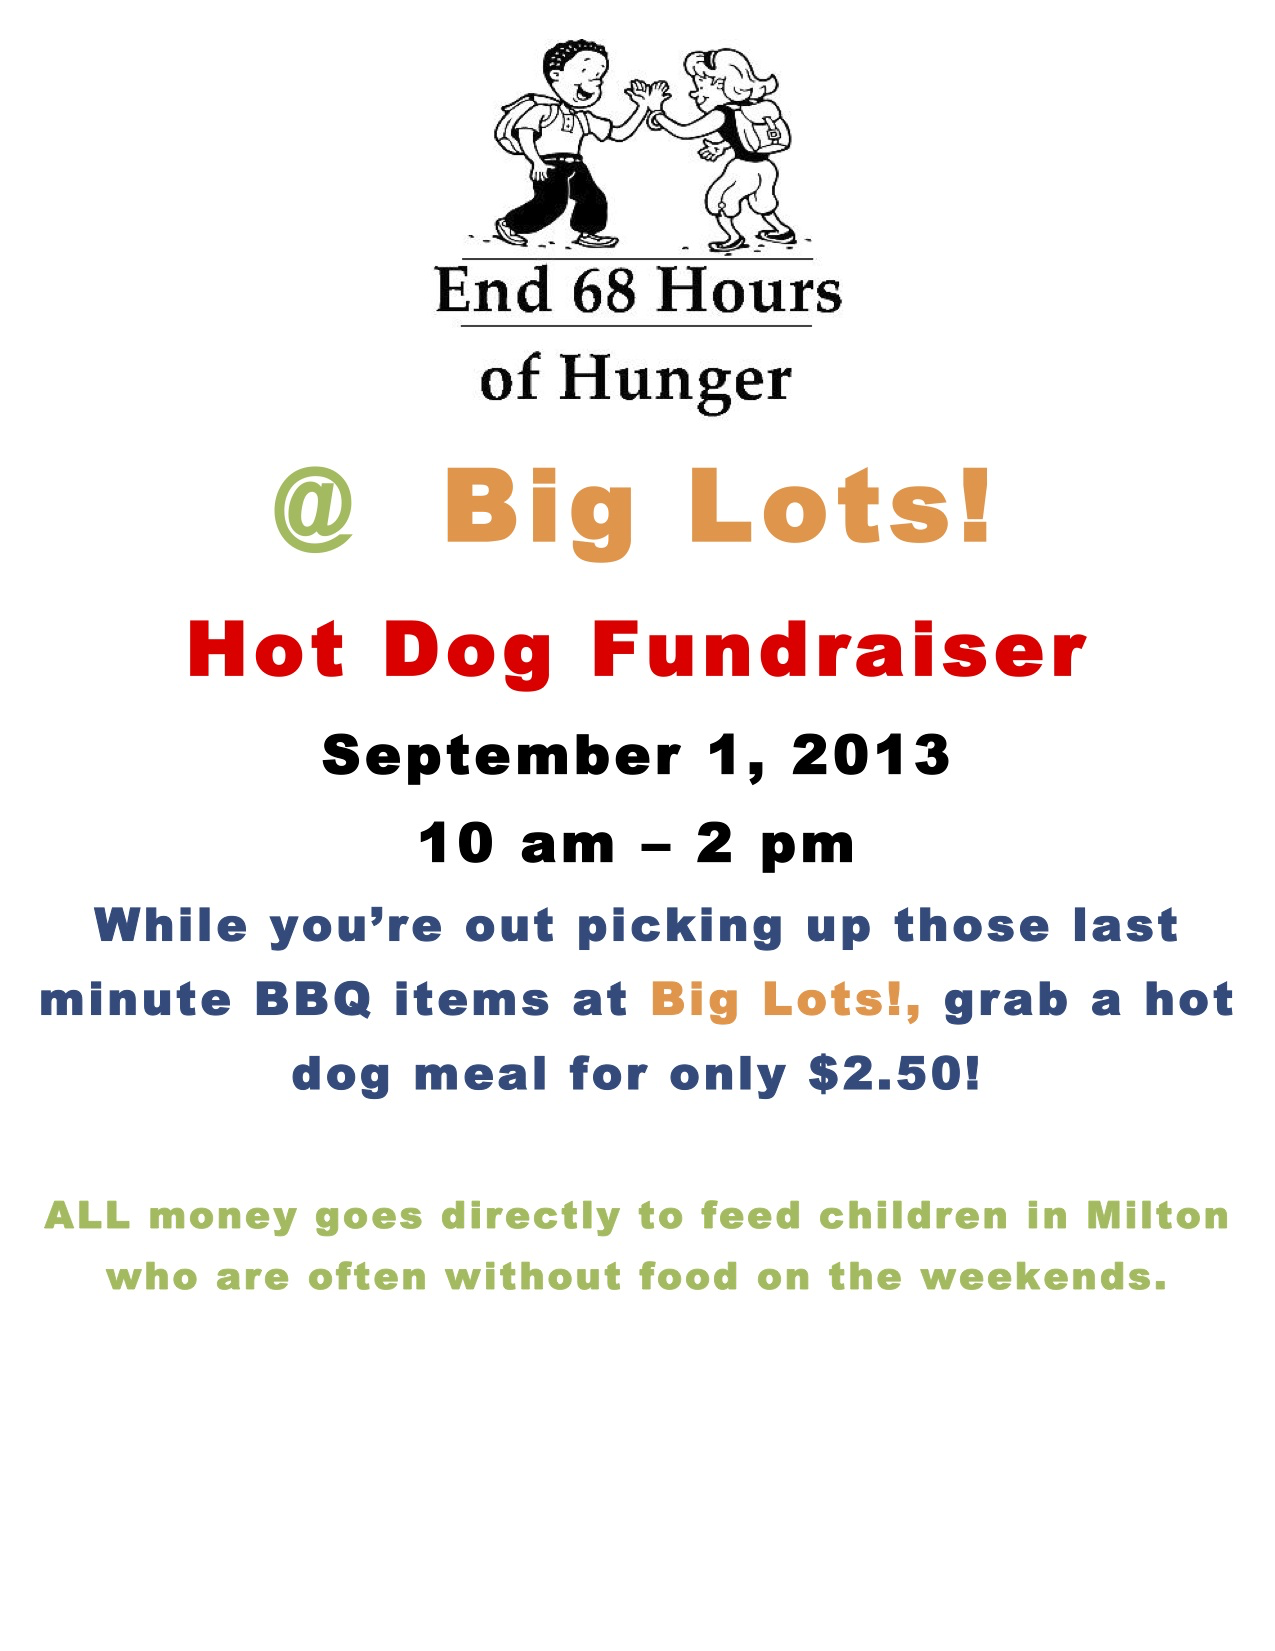 End 68 Hours
of Hunger
@ Big Lots!
Hot Dog Fundraiser
September 1, 2013
10 am – 2 pm
While you’re out picking up those last
minute BBQ items at Big Lots!, grab a hot
dog meal for only $2.50!
ALL money goes directly to feed children in Milton
who are often without food on the weekends.